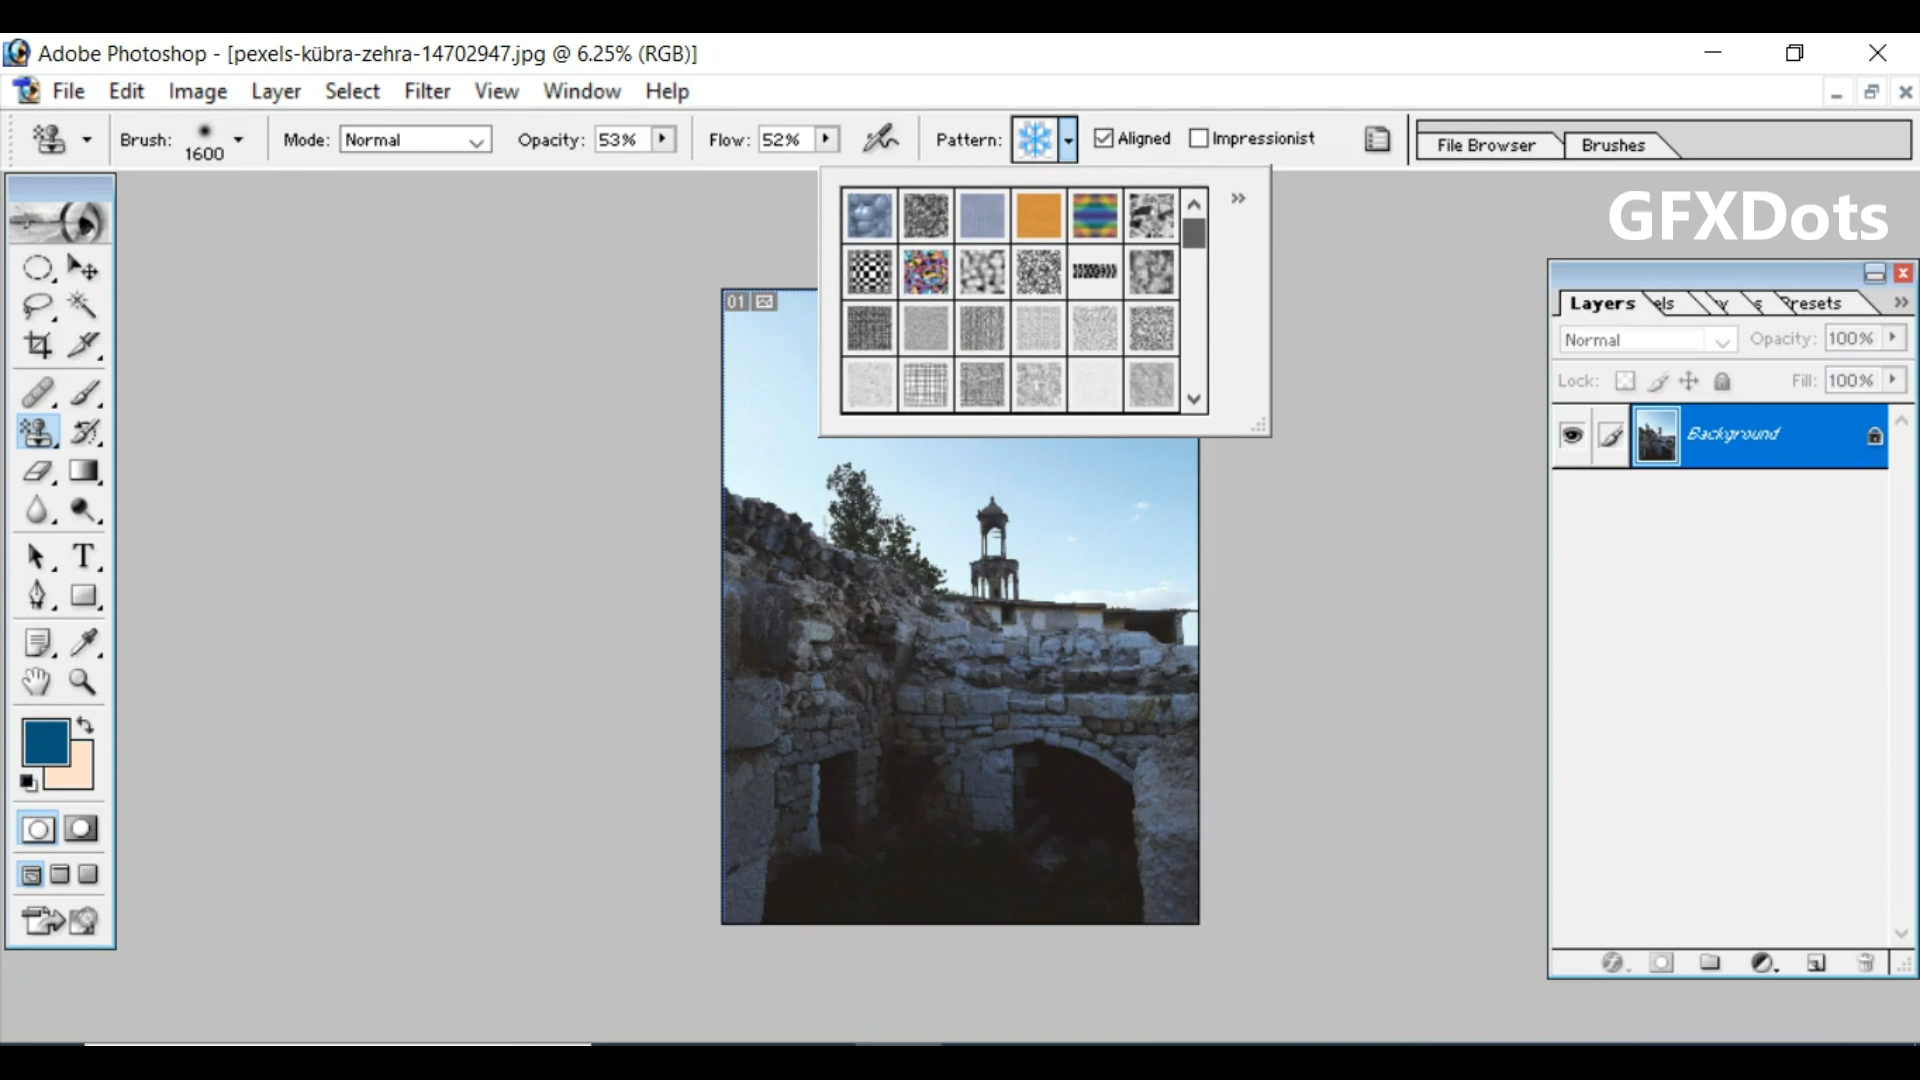 Adobe Photoshop - [pexels-kübra-zehra-14702947.jpg @ 6.25% (RGB)]
File Edit Image Layer Select Filter View Window Help
Brush: 1600 Mode: Normal Opacity: 53% Flow: 52% Pattern: Aligned Impressionist File Browser Brushes
GFXDots
01
Layers els y s Presets
Normal Opacity: 100%
Lock: Fill: 100%
Background